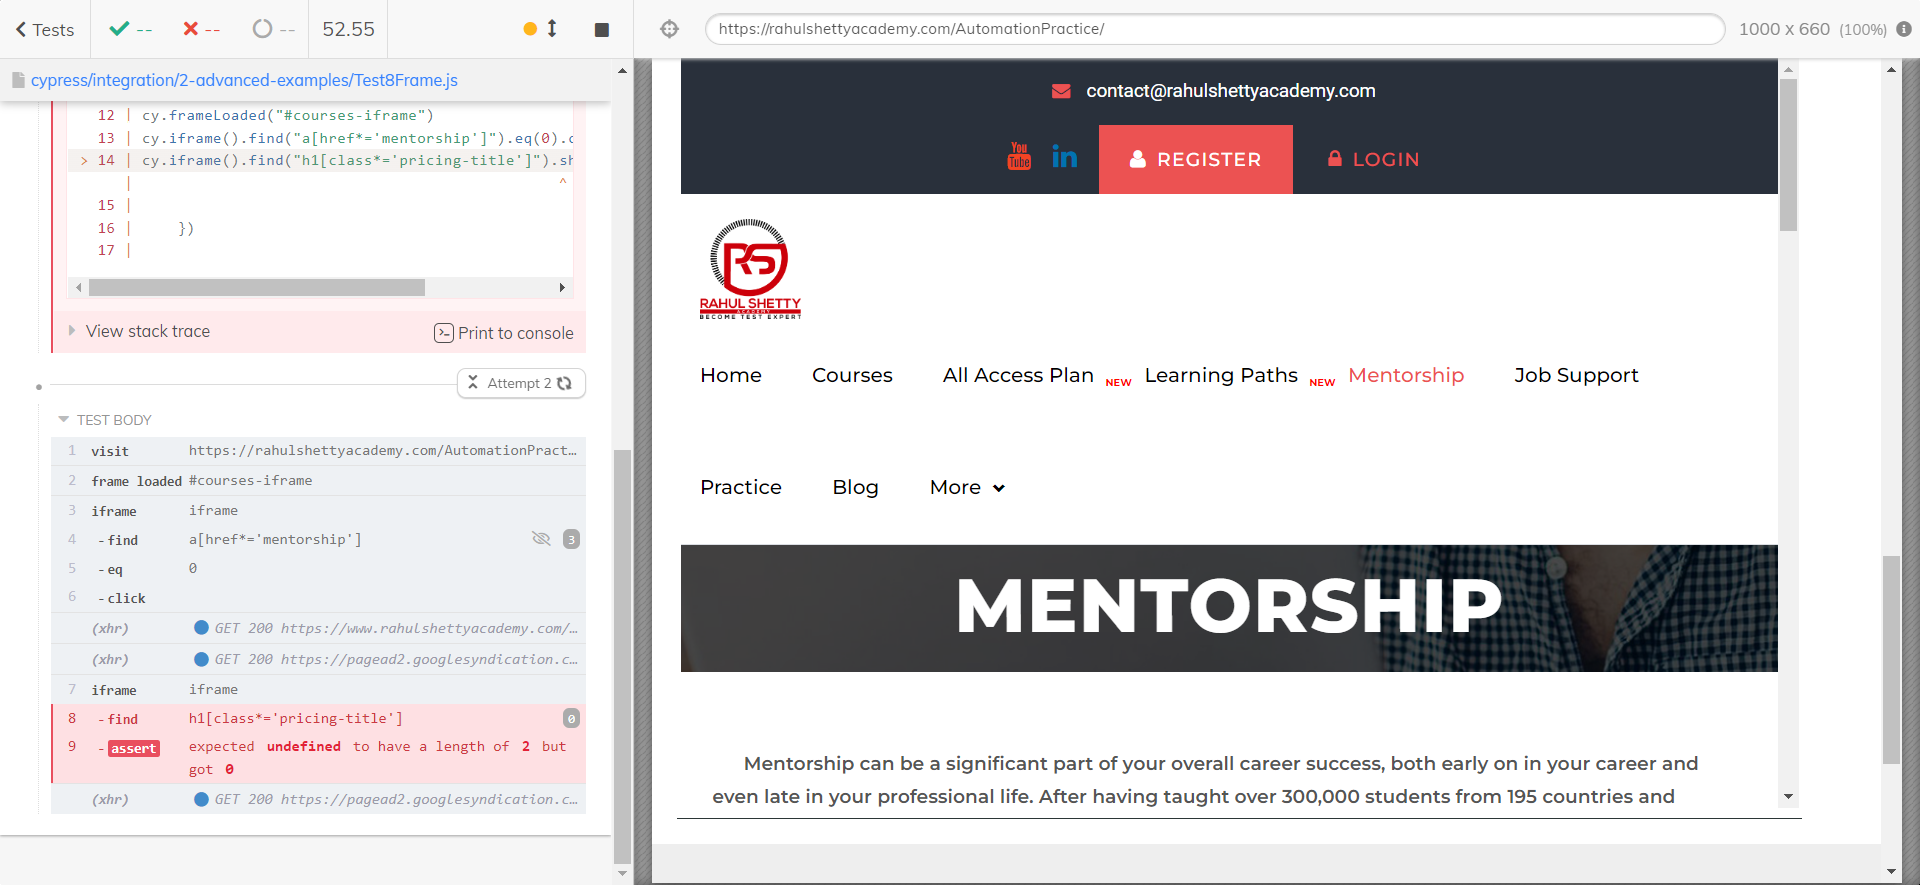 Tests
--
--
--
52.55
cypress/integration/2-advanced-examples/Test8Frame.js
12 | cy.frameLoaded("#courses-iframe")
13 | cy.iframe().find("a[href*='mentorship']").eq(0).c
> 14 | cy.iframe().find("h1[class*='pricing-title']").sh
| ^
15 |
16 | })
17 |
View stack trace
Print to console
Attempt 2
TEST BODY
1 visit https://rahulshettyacademy.com/AutomationPract…
2 frame loaded #courses-iframe
3 iframe iframe
4 -find a[href*='mentorship'] 3
5 -eq 0
6 -click
(xhr) GET 200 https://www.rahulshettyacademy.com/…
(xhr) GET 200 https://pagead2.googlesyndication.c…
7 iframe iframe
8 -find h1[class*='pricing-title'] 0
9 -assert expected undefined to have a length of 2 but
got 0
(xhr) GET 200 https://pagead2.googlesyndication.c…
https://rahulshettyacademy.com/AutomationPractice/
1000 x 660 (100%)
contact@rahulshettyacademy.com
You
Tube
in
REGISTER
LOGIN
RS
RAHUL SHETTY
ACADEMY
BECOME TEST EXPERT
Home Courses All Access Plan NEW Learning Paths NEW Mentorship Job Support
Practice Blog More
MENTORSHIP
Mentorship can be a significant part of your overall career success, both early on in your career and
even late in your professional life. After having taught over 300,000 students from 195 countries and